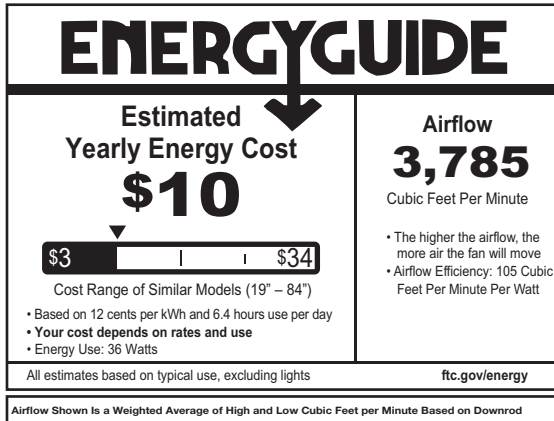 ENERGYGUIDE
Estimated
Yearly Energy Cost
$10
$3
$34
Cost Range of Similar Models (19” – 84”)
• Based on 12 cents per kWh and 6.4 hours use per day
• Your cost depends on rates and use
• Energy Use: 36 Watts
Airflow
3,785
Cubic Feet Per Minute
• The higher the airflow, the
more air the fan will move
• Airflow Efficiency: 105 Cubic
Feet Per Minute Per Watt
All estimates based on typical use, excluding lights
ftc.gov/energy
Airflow Shown Is a Weighted Average of High and Low Cubic Feet per Minute Based on Downrod